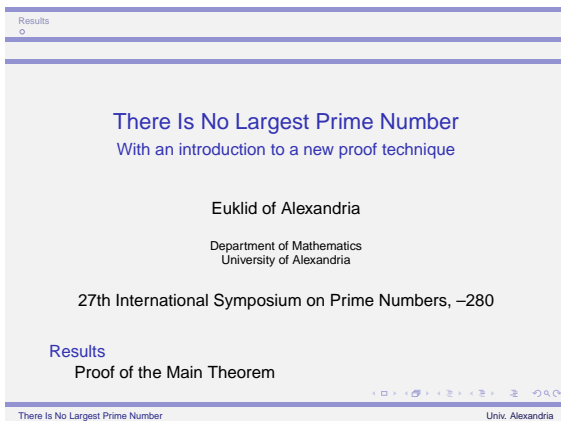 Results
There Is No Largest Prime Number
With an introduction to a new proof technique
Euklid of Alexandria
Department of Mathematics
University of Alexandria
27th International Symposium on Prime Numbers, –280
Results
Proof of the Main Theorem
There Is No Largest Prime Number
Univ. Alexandria